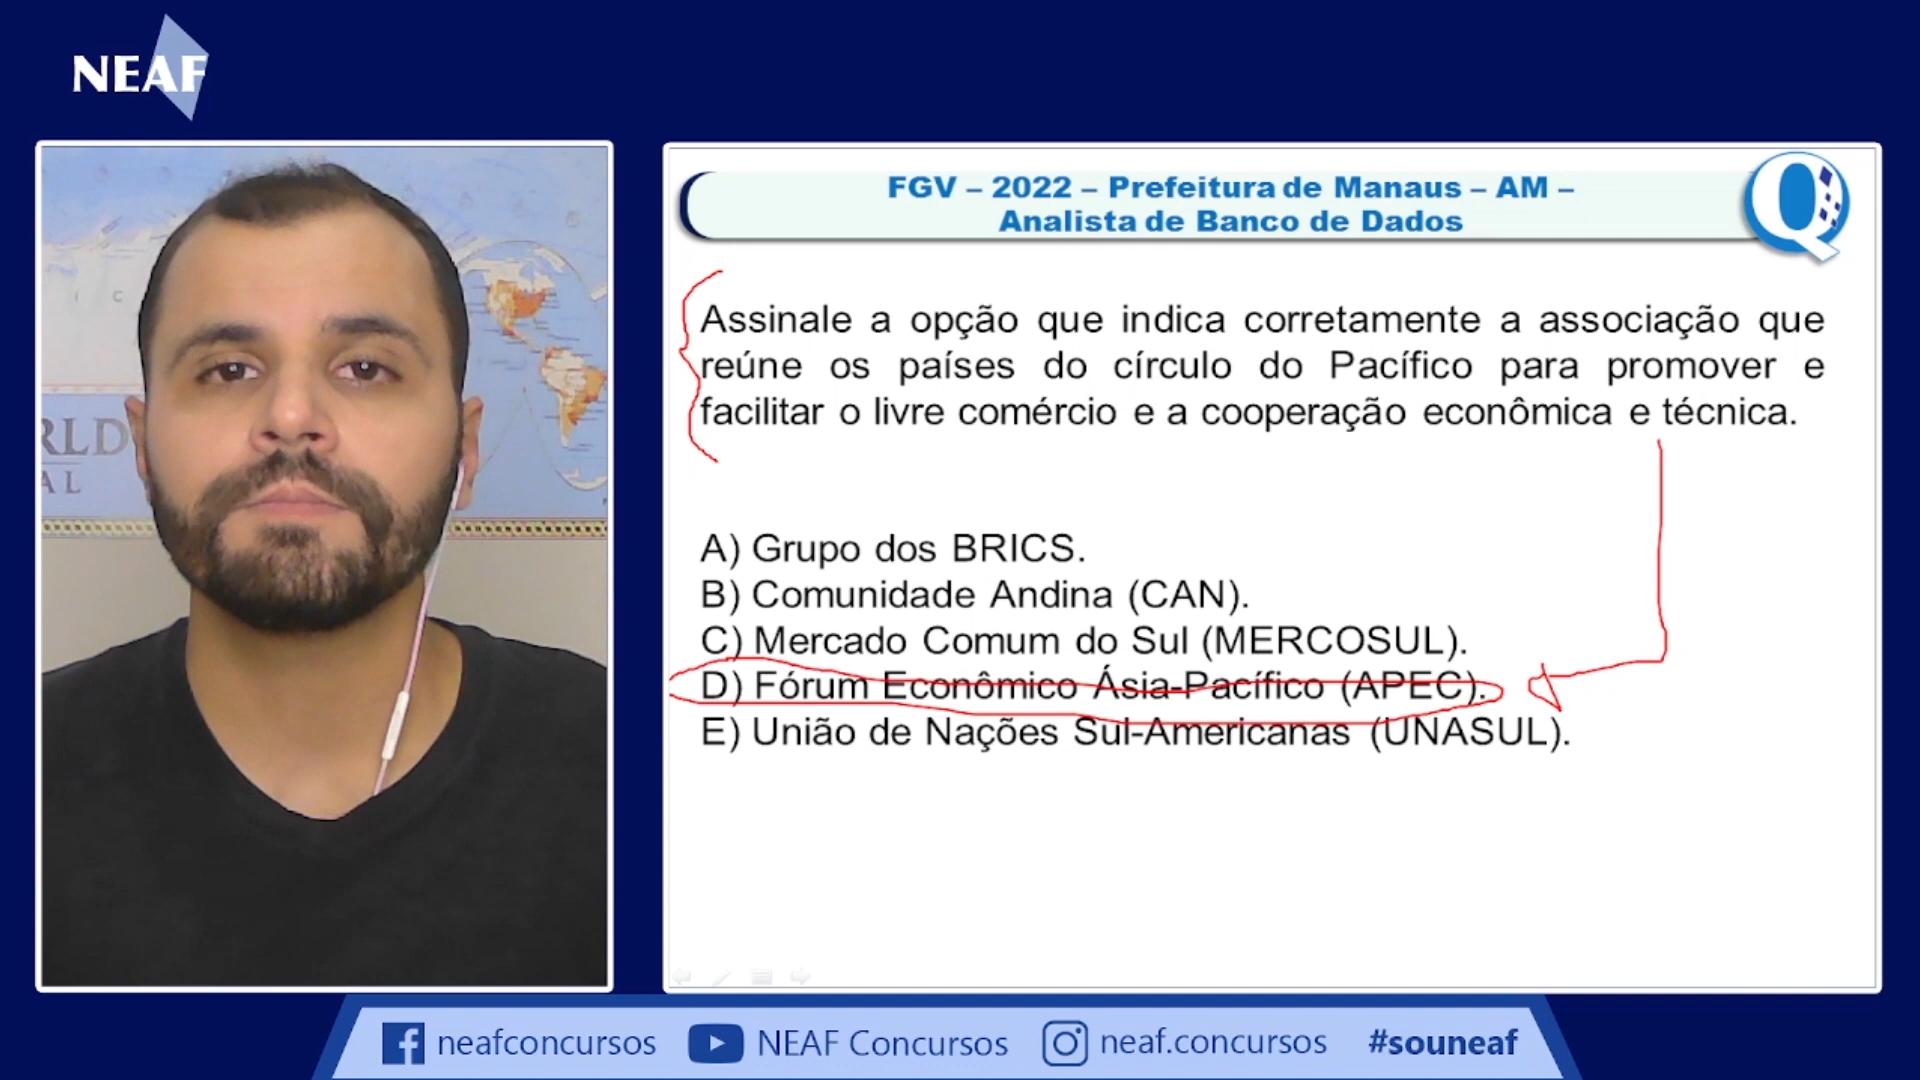 NEAF
RLD
AL
I C
FGV – 2022 – Prefeitura de Manaus – AM –
Analista de Banco de Dados
Assinale a opção que indica corretamente a associação que
reúne os países do círculo do Pacífico para promover e
facilitar o livre comércio e a cooperação econômica e técnica.
A) Grupo dos BRICS.
B) Comunidade Andina (CAN).
C) Mercado Comum do Sul (MERCOSUL).
D) Fórum Econômico Ásia-Pacífico (APEC).
E) União de Nações Sul-Americanas (UNASUL).
neafconcursos NEAF Concursos neaf.concursos #souneaf